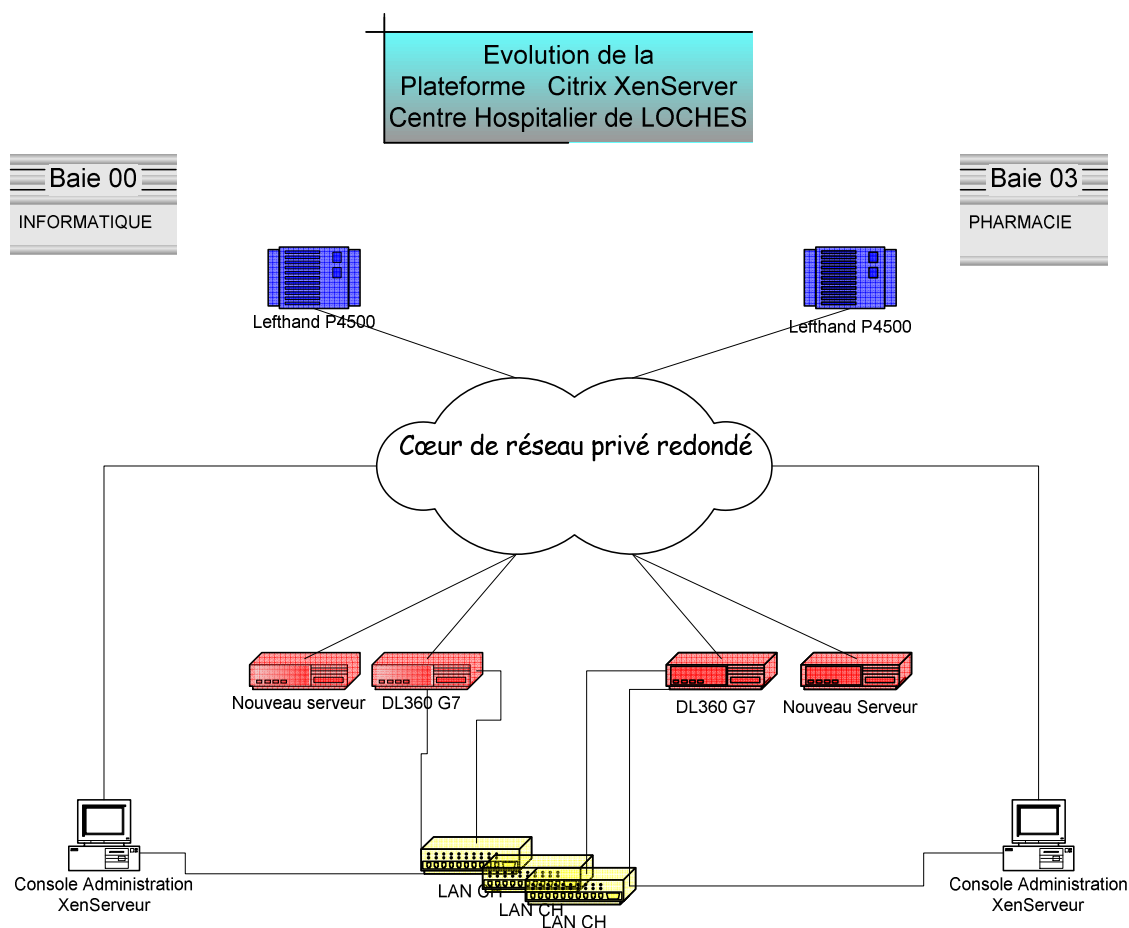 Evolution de la
Plateforme Citrix XenServer
Centre Hospitalier de LOCHES
Baie 00
INFORMATIQUE
Baie 03
PHARMACIE
Lefthand P4500
Lefthand P4500
Cœur de réseau privé redondé
Nouveau serveur
DL360 G7
DL360 G7
Nouveau Serveur
Console Administration
XenServeur
LAN CH
LAN CH
LAN CH
Console Administration
XenServeur